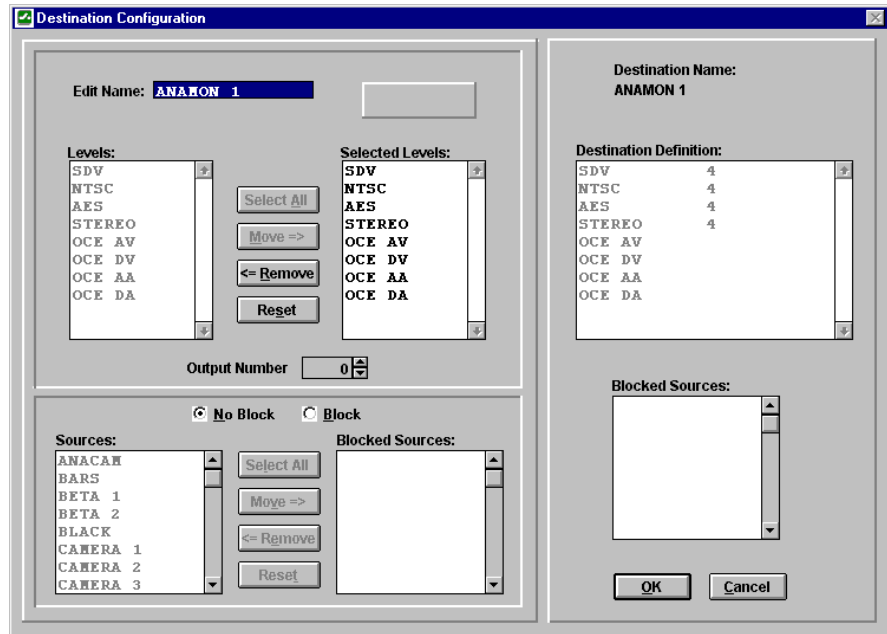 Destination Configuration
Edit Name: ANAMON 1
Levels:
SDV
NTSC
AES
STEREO
OCE AV
OCE DV
OCE AA
OCE DA
Select All
Move =>
<= Remove
Reset
Selected Levels:
SDV
NTSC
AES
STEREO
OCE AV
OCE DV
OCE AA
OCE DA
Output Number 0
No Block Block
Sources:
ANACAM
BARS
BETA 1
BETA 2
BLACK
CAMERA 1
CAMERA 2
CAMERA 3
Select All
Move =>
<= Remove
Reset
Blocked Sources:
Destination Name:
ANAMON 1
Destination Definition:
SDV 4
NTSC 4
AES 4
STEREO 4
OCE AV
OCE DV
OCE AA
OCE DA
Blocked Sources:
OK Cancel